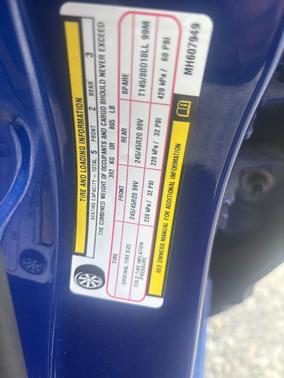 TIRE AND LOADING INFORMATION
SEATING CAPACITY - TOTAL 5 FRONT 2 REAR 3
THE COMBINED WEIGHT OF OCCUPANTS AND CARGO SHOULD NEVER EXCEED
392 KG OR 865 LB
TIRE FRONT REAR SPARE
ORIGINAL TIRE SIZE 245/45R20 99V 245/45R20 99V T145/80D18LL 99M
COLD TIRE INFLATION PRESSURE 220 kPa / 32 PSI 220 kPa / 32 PSI 420 kPa / 60 PSI
SEE OWNERS MANUAL FOR ADDITIONAL INFORMATION
MH607949